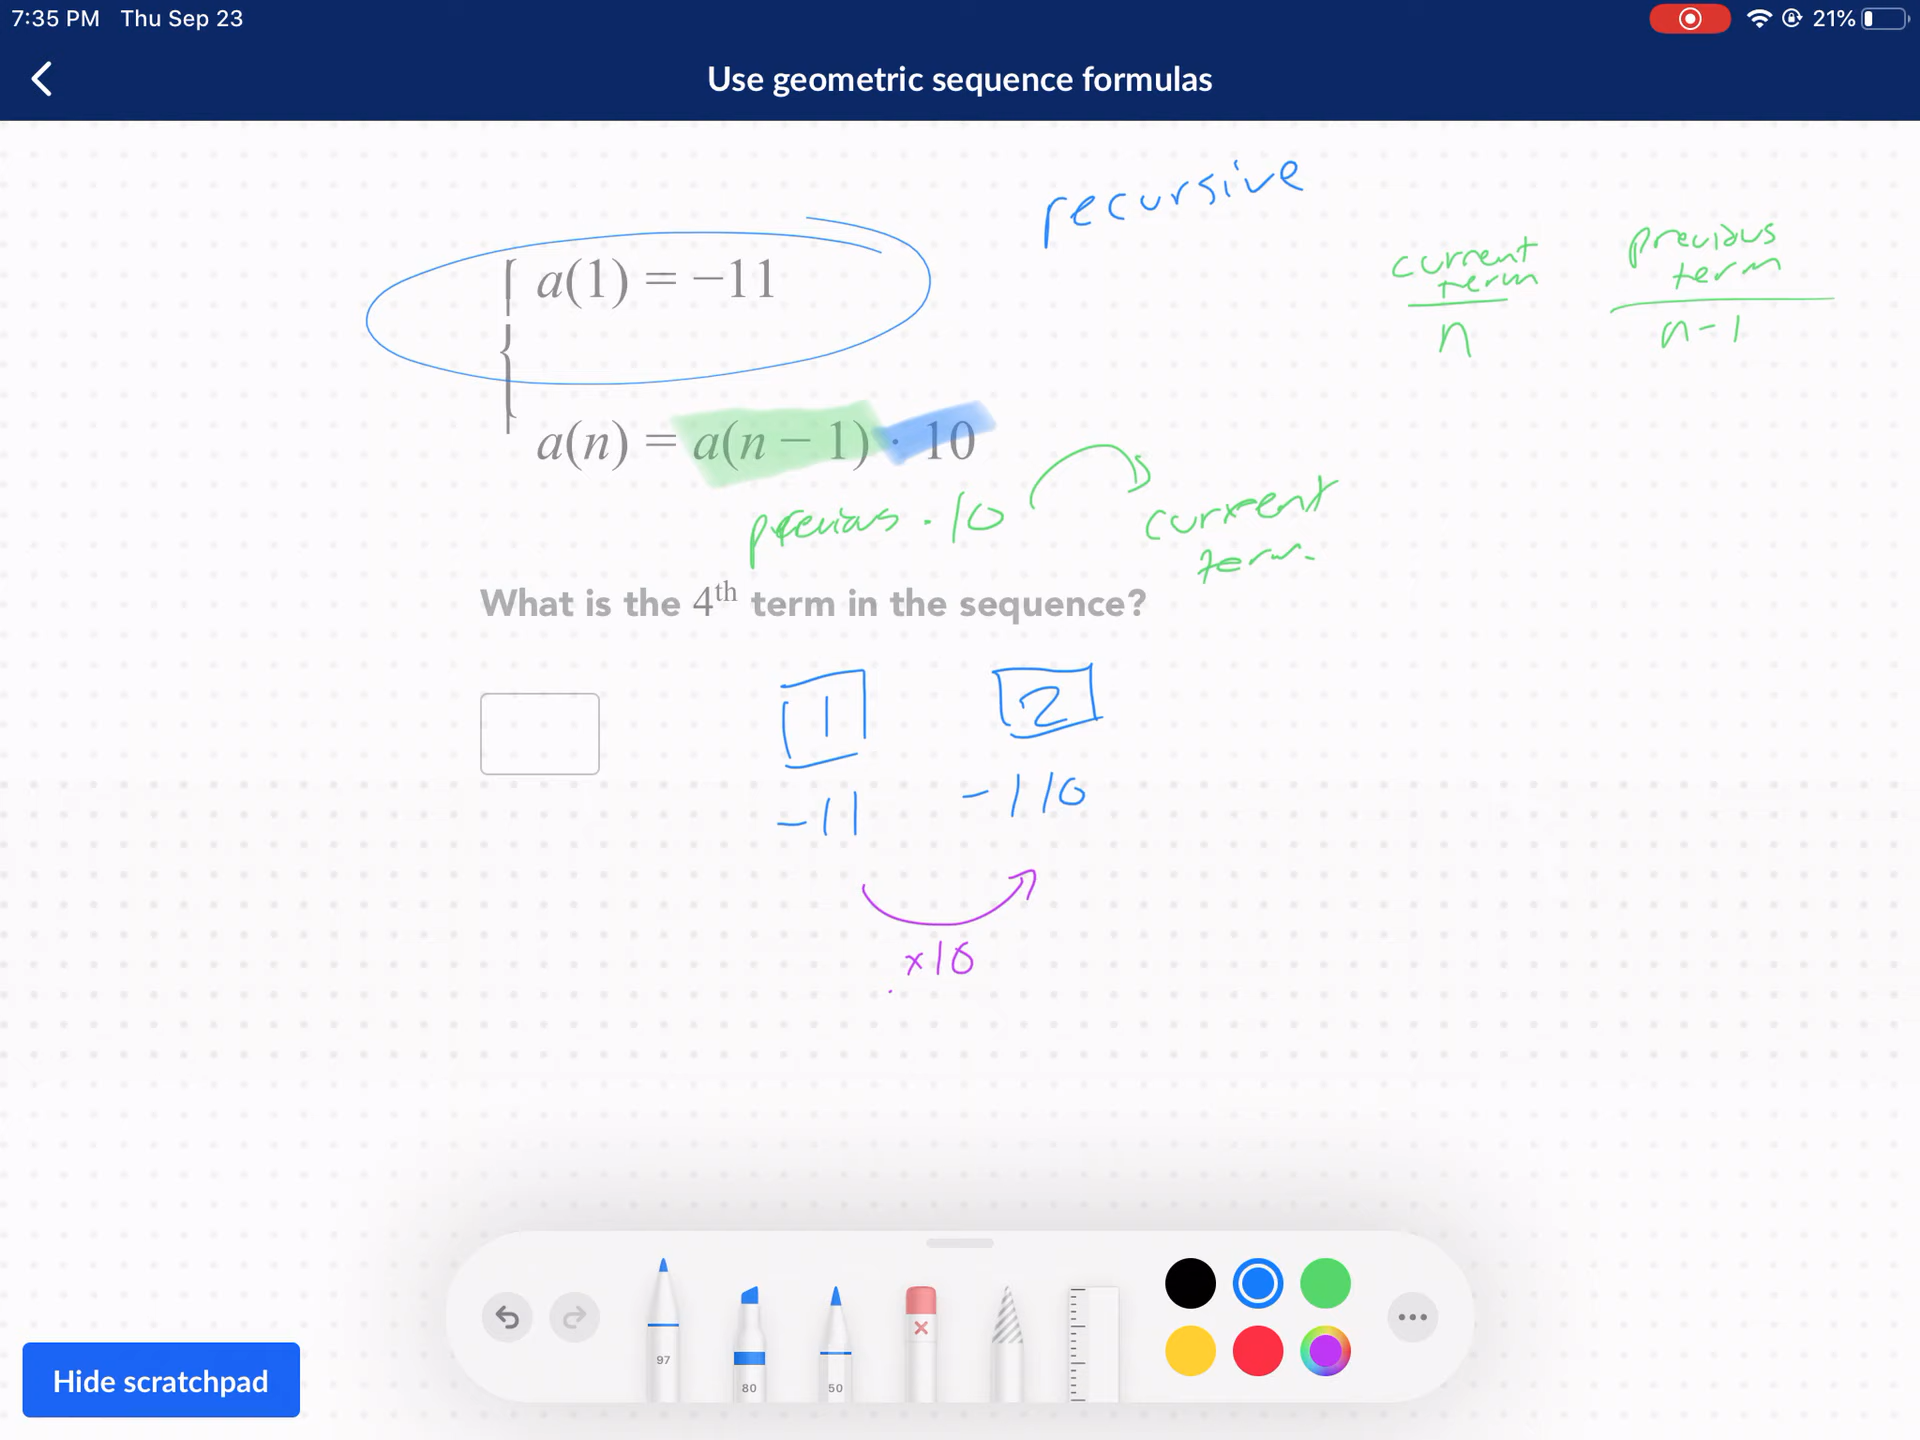 7:35 PM Thu Sep 23
21%
Use geometric sequence formulas
recursive
current
term
n
previous
term
n-1
a(1) = −11
a(n) = a(n − 1) · 10
previous · 10
current
term.
What is the 4th term in the sequence?
1
2
-11
-110
x10
97
80
50
Hide scratchpad